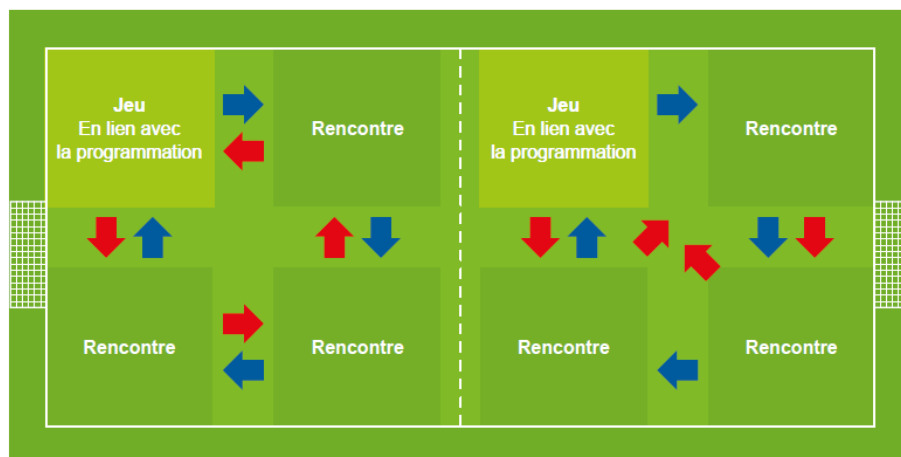 Jeu
En lien avec
la programmation
Rencontre
Jeu
En lien avec
la programmation
Rencontre
Rencontre
Rencontre
Rencontre
Rencontre